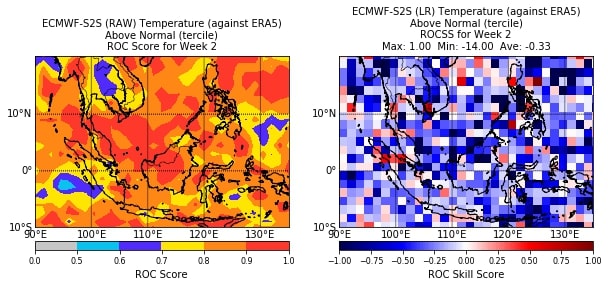 ECMWF-S2S (RAW) Temperature (against ERA5)
Above Normal (tercile)
ROC Score for Week 2
10°N
0°
10°S
90°E 100°E 110°E 120°E 130°E
0.0 0.5 0.6 0.7 0.8 0.9 1.0
ROC Score
ECMWF-S2S (LR) Temperature (against ERA5)
Above Normal (tercile)
ROCSS for Week 2
Max: 1.00 Min: -14.00 Ave: -0.33
10°N
0°
10°S
90°E 100°E 110°E 120°E 130°E
−1.00 −0.75 −0.50 −0.25 0.00 0.25 0.50 0.75 1.00
ROC Skill Score